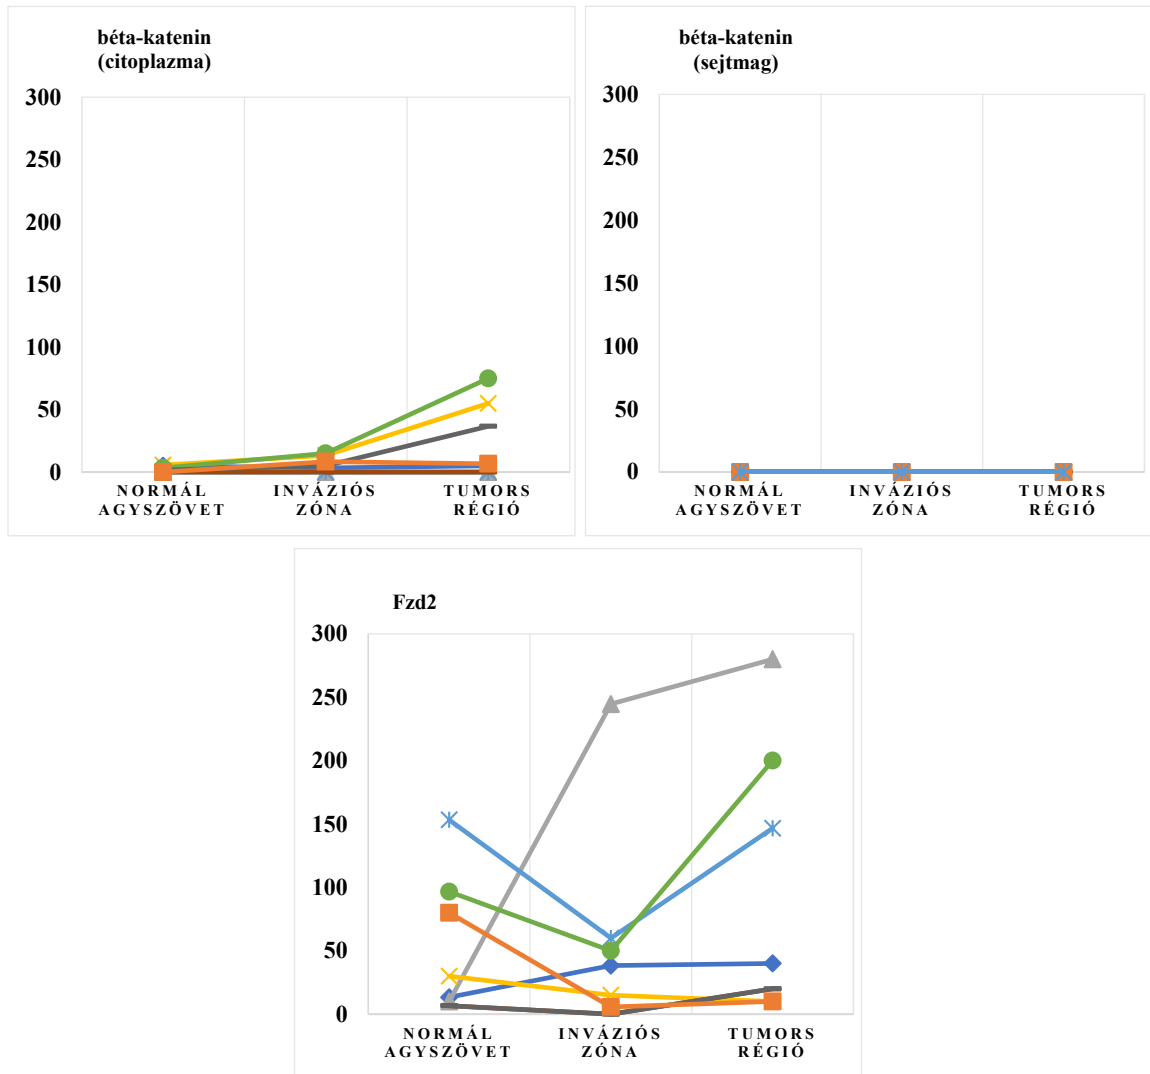 béta-katenin
(citoplazma)
300
250
200
150
100
50
0
NORMÁL AGYSZÖVET
INVÁZIÓS ZÓNA
TUMORS RÉGIÓ
béta-katenin
(sejtmag)
300
250
200
150
100
50
0
NORMÁL AGYSZÖVET
INVÁZIÓS ZÓNA
TUMORS RÉGIÓ
Fzd2
300
250
200
150
100
50
0
NORMÁL AGYSZÖVET
INVÁZIÓS ZÓNA
TUMORS RÉGIÓ